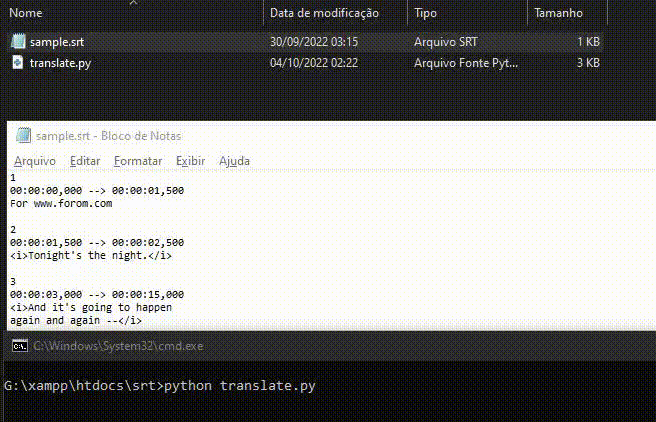 Nome Data de modificação Tipo Tamanho
sample.srt 30/09/2022 03:15 Arquivo SRT 1 KB
translate.py 04/10/2022 02:22 Arquivo Fonte Pyt... 3 KB
sample.srt - Bloco de Notas
Arquivo Editar Formatar Exibir Ajuda
1
00:00:00,000 --> 00:00:01,500
For www.forom.com
2
00:00:01,500 --> 00:00:02,500
<i>Tonight's the night.</i>
3
00:00:03,000 --> 00:00:15,000
<i>And it's going to happen
again and again --</i>
C:\Windows\System32\cmd.exe
G:\xampp\htdocs\srt>python translate.py